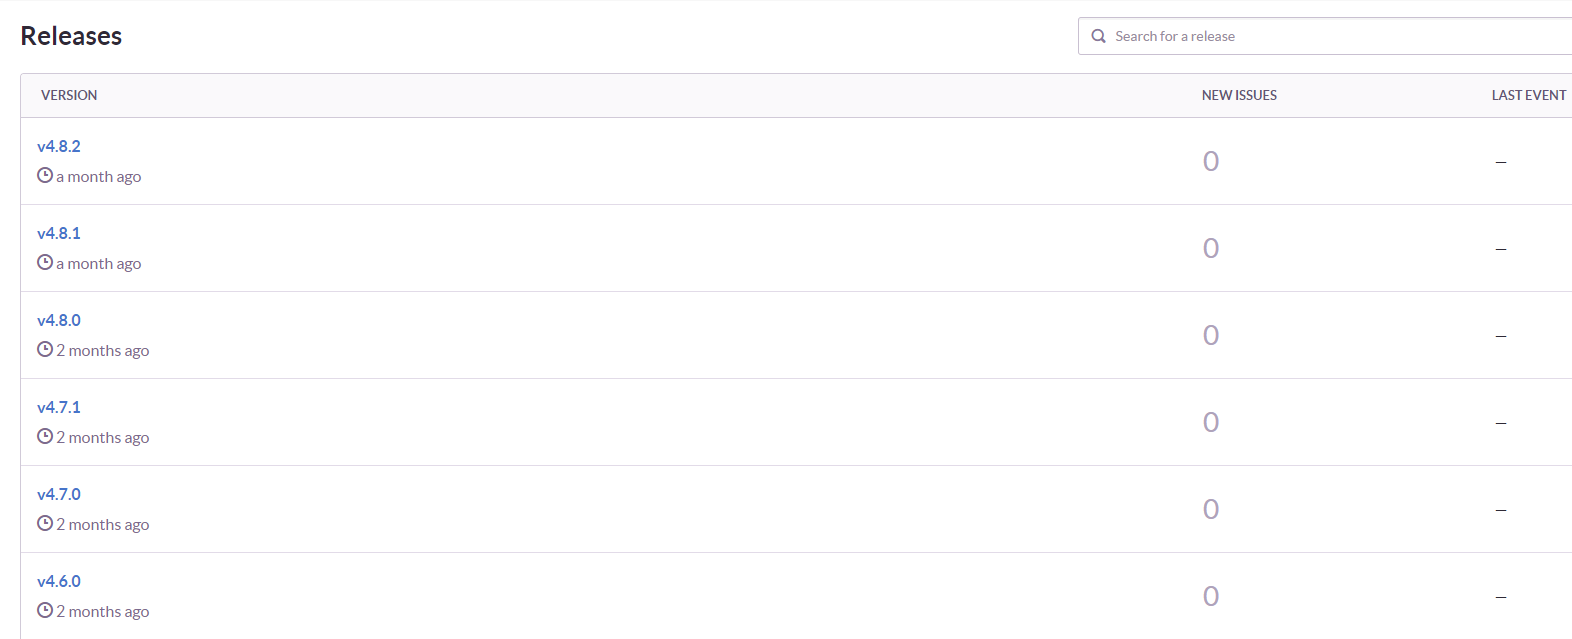 Releases
Search for a release
VERSION NEW ISSUES LAST EVENT
v4.8.2
a month ago
0 –
v4.8.1
a month ago
0 –
v4.8.0
2 months ago
0 –
v4.7.1
2 months ago
0 –
v4.7.0
2 months ago
0 –
v4.6.0
2 months ago
0 –